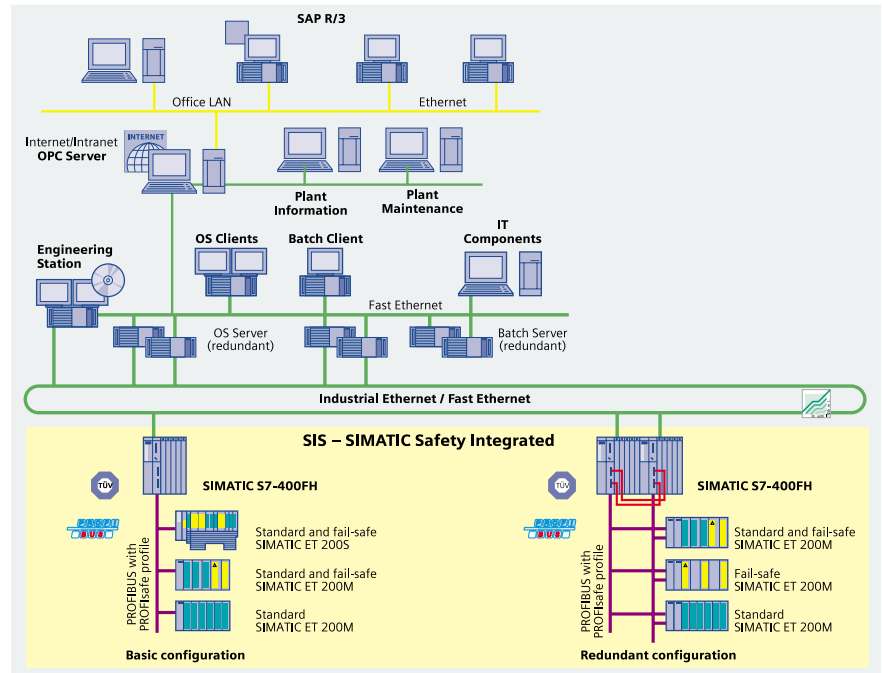 SAP R/3
Office LAN
Ethernet
Internet/Intranet
OPC Server
INTERNET
Plant
Information
Plant
Maintenance
IT
Components
Engineering
Station
OS Clients
Batch Client
Fast Ethernet
OS Server
(redundant)
Batch Server
(redundant)
Industrial Ethernet / Fast Ethernet
SIS – SIMATIC Safety Integrated
TÜV
SIMATIC S7-400FH
PROFI
BUS
PROFIBUS with
PROFIsafe profile
Standard and fail-safe
SIMATIC ET 200S
Standard and fail-safe
SIMATIC ET 200M
Standard
SIMATIC ET 200M
Basic configuration
TÜV
SIMATIC S7-400FH
PROFI
BUS
PROFIBUS with
PROFIsafe profile
Standard and fail-safe
SIMATIC ET 200M
Fail-safe
SIMATIC ET 200M
Standard
SIMATIC ET 200M
Redundant configuration